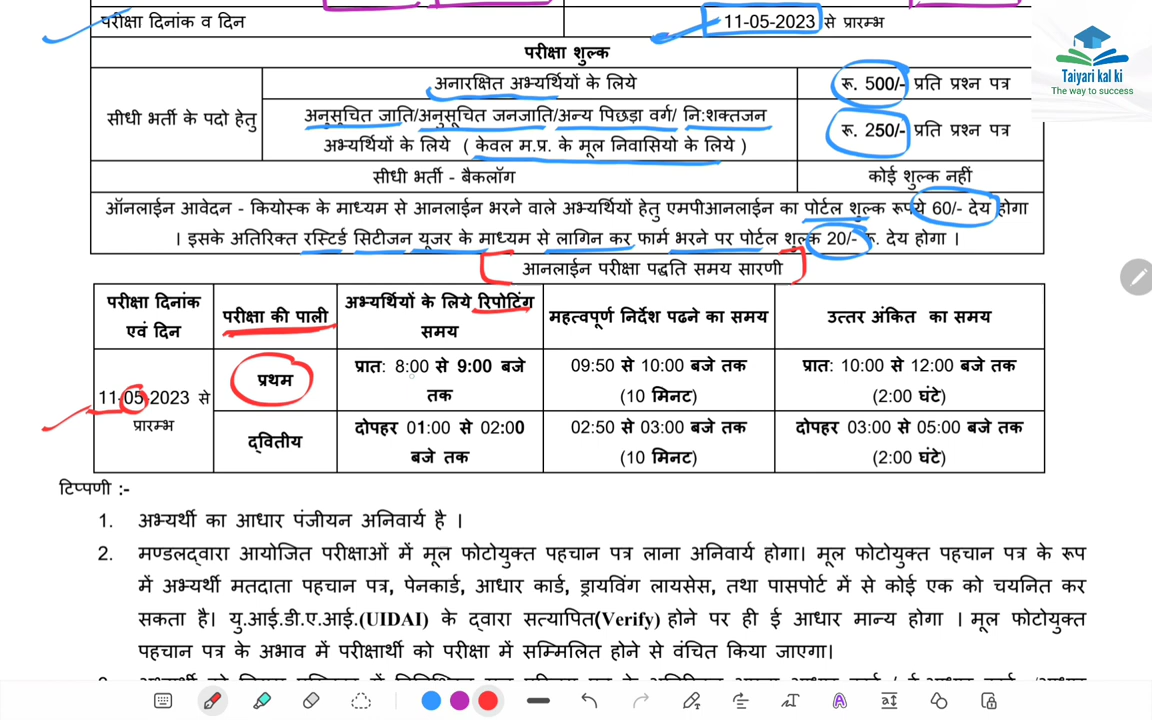 परीक्षा दिनांक व दिन 11-05-2023 से प्रारम्भ
Taiyari kal ki
The way to success
परीक्षा शुल्क
सीधी भर्ती के पदो हेतु
अनारक्षित अभ्यर्थियों के लिये
रू. 500/- प्रति प्रश्न पत्र
अनुसूचित जाति/अनुसूचित जनजाति/अन्य पिछड़ा वर्ग/ नि:शक्तजन
अभ्यर्थियों के लिये ( केवल म.प्र. के मूल निवासियो के लिये )
रू. 250/- प्रति प्रश्न पत्र
सीधी भर्ती - बैकलॉग कोई शुल्क नहीं
ऑनलाईन आवेदन - कियोस्क के माध्यम से आनलाईन भरने वाले अभ्यर्थियों हेतु एमपीआनलाईन का पोर्टल शुल्क रूपये 60/- देय होगा
। इसके अतिरिक्त रस्टिर्ड सिटीजन यूजर के माध्यम से लागिन कर फार्म भरने पर पोर्टल शुल्क 20/- रू. देय होगा ।
आनलाईन परीक्षा पद्धति समय सारणी
परीक्षा दिनांक
एवं दिन
परीक्षा की पाली
अभ्यर्थियों के लिये रिपोटिंग
समय
महत्वपूर्ण निर्देश पढने का समय
उत्तर अंकित का समय
11-05-2023 से
प्रारम्भ
प्रथम
प्रात: 8:00 से 9:00 बजे
तक
09:50 से 10:00 बजे तक
(10 मिनट)
प्रात: 10:00 से 12:00 बजे तक
(2:00 घंटे)
द्वितीय
दोपहर 01:00 से 02:00
बजे तक
02:50 से 03:00 बजे तक
(10 मिनट)
दोपहर 03:00 से 05:00 बजे तक
(2:00 घंटे)
टिप्पणी :-
1. अभ्यर्थी का आधार पंजीयन अनिवार्य है ।
2. मण्डलद्वारा आयोजित परीक्षाओं में मूल फोटोयुक्त पहचान पत्र लाना अनिवार्य होगा। मूल फोटोयुक्त पहचान पत्र के रूप
में अभ्यर्थी मतदाता पहचान पत्र, पेनकार्ड, आधार कार्ड, ड्रायविंग लायसेस, तथा पासपोर्ट में से कोई एक को चयनित कर
सकता है। यु.आई.डी.ए.आई.(UIDAI) के द्वारा सत्यापित(Verify) होने पर ही ई आधार मान्य होगा । मूल फोटोयुक्त
पहचान पत्र के अभाव में परीक्षार्थी को परीक्षा में सम्मिलित होने से वंचित किया जाएगा।